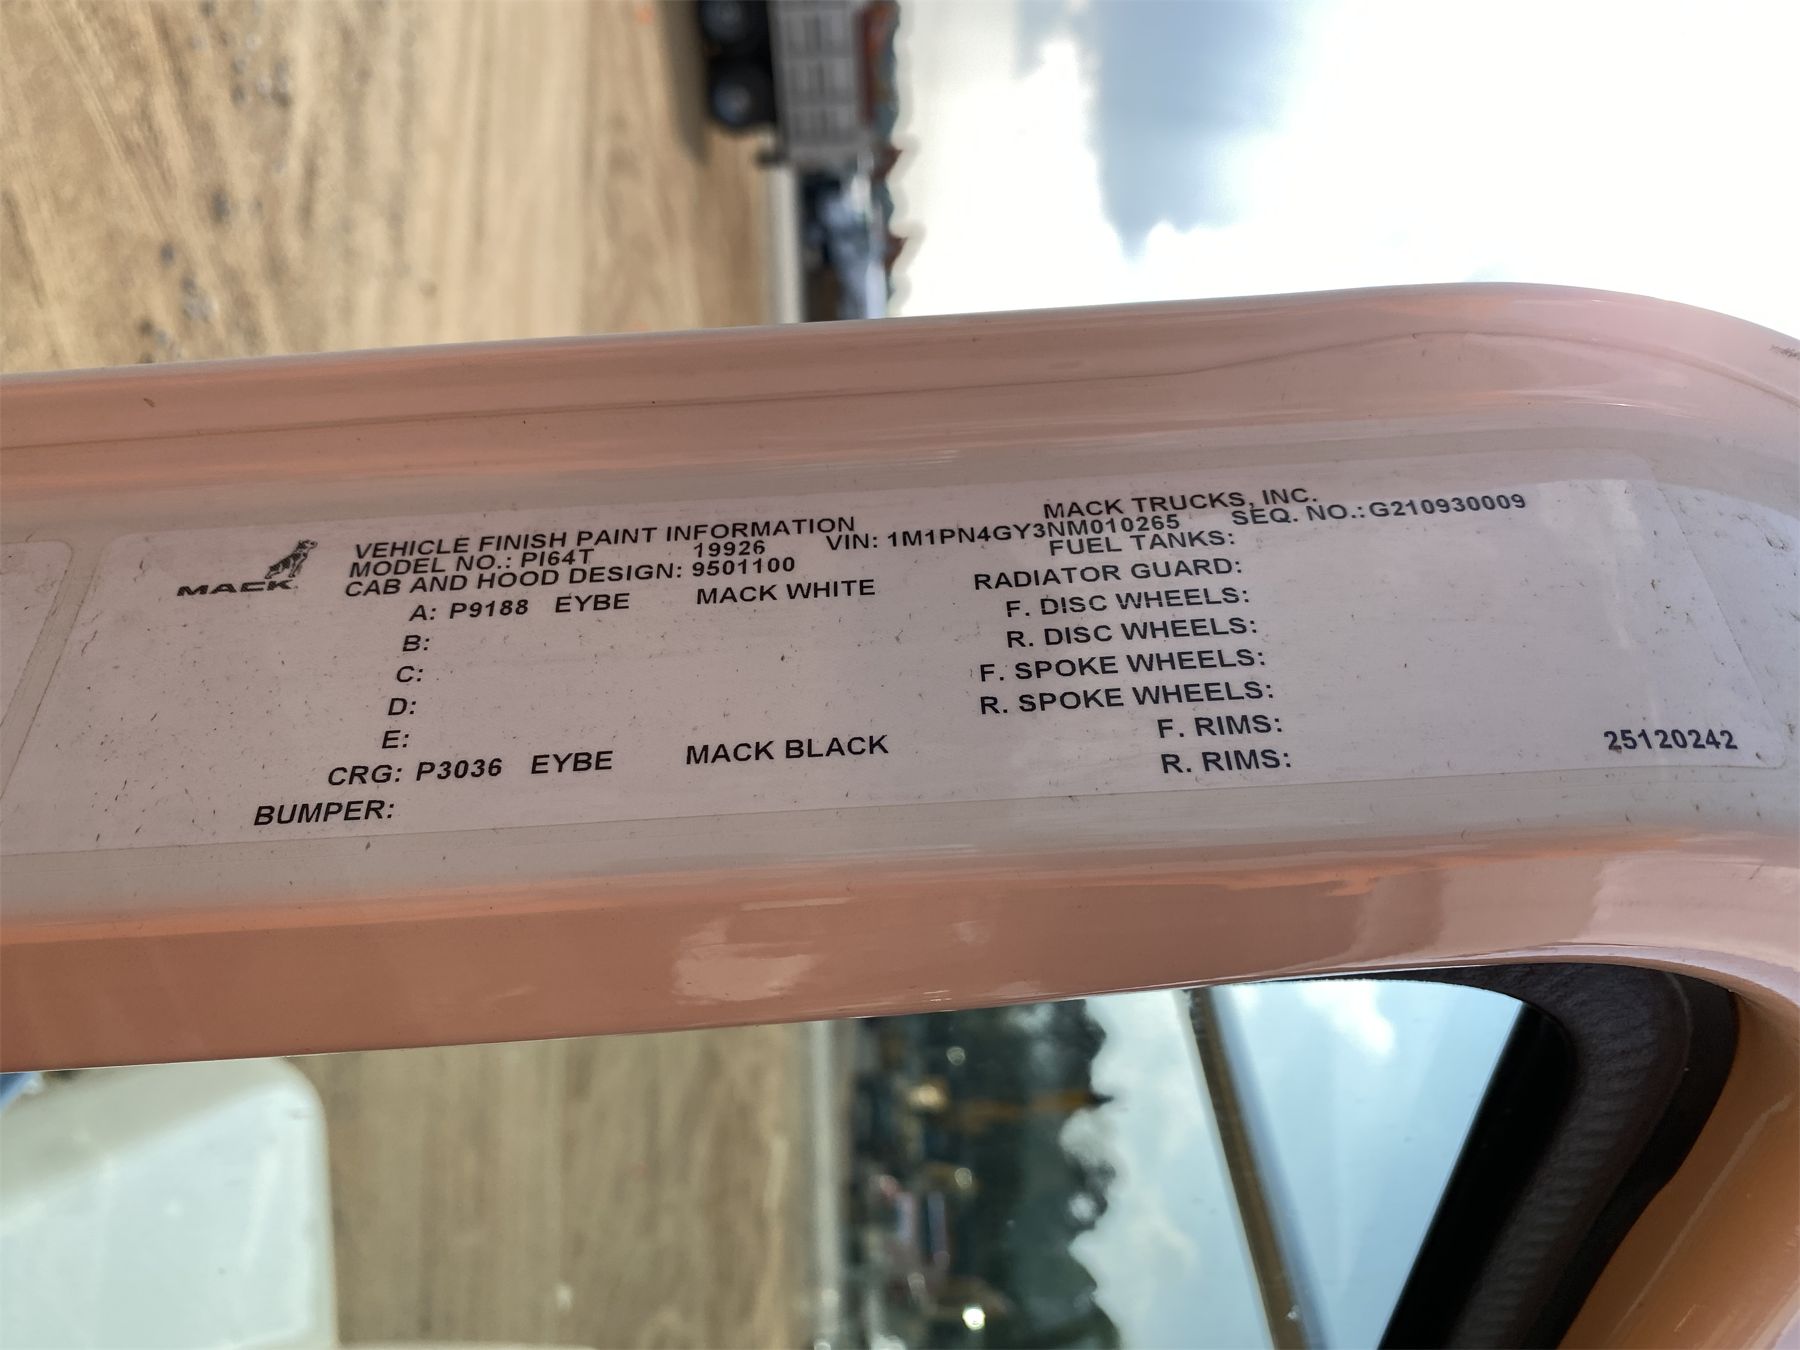 MACK
MACK TRUCKS, INC.
VEHICLE FINISH PAINT INFORMATION
MODEL NO.: PI64T 19926 VIN: 1M1PN4GY3NM010265 SEQ. NO.: G210930009
CAB AND HOOD DESIGN: 9501100 FUEL TANKS:
A: P9188 EYBE MACK WHITE RADIATOR GUARD:
B: F. DISC WHEELS:
C: R. DISC WHEELS:
D: F. SPOKE WHEELS:
E: R. SPOKE WHEELS:
CRG: P3036 EYBE MACK BLACK F. RIMS:
BUMPER: R. RIMS: 25120242